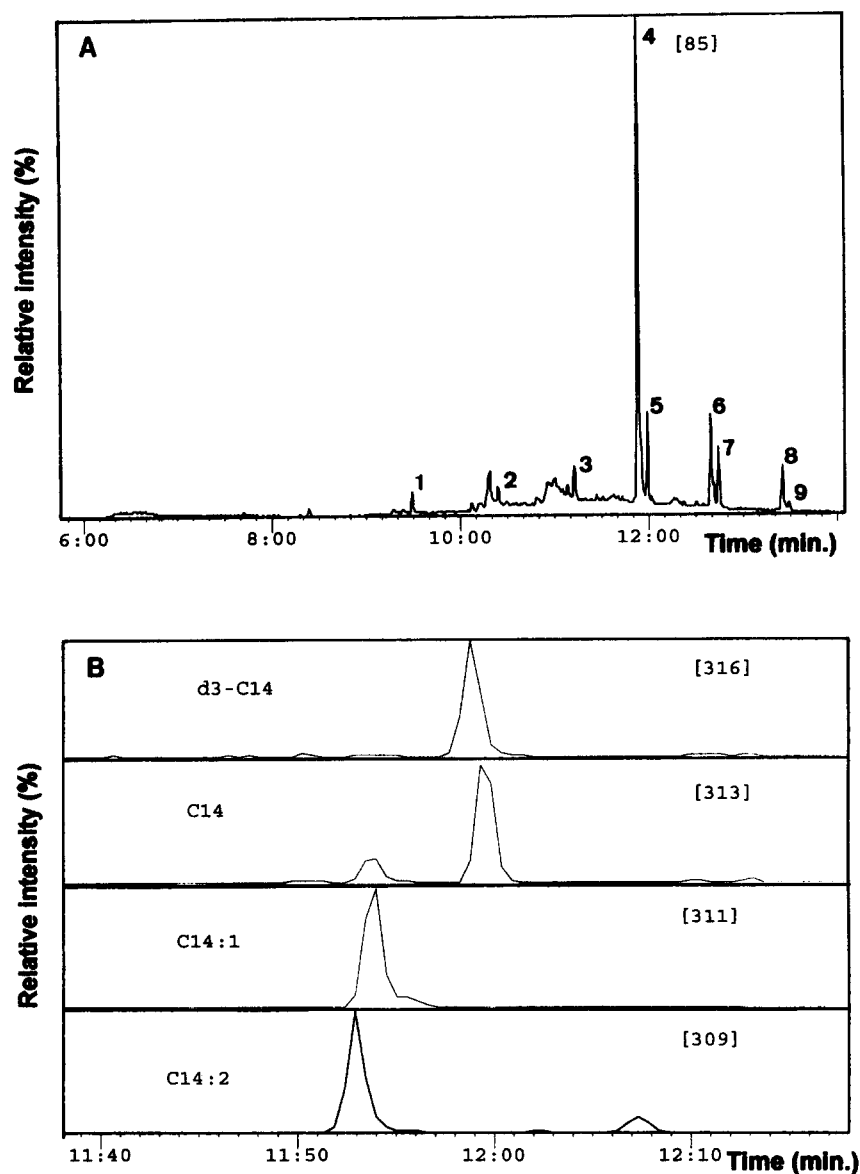 A
4 [85]
Relative intensity (%)
1
2
3
5
6
7
8
9
6:00 8:00 10:00 12:00 Time (min.)
B
d3-C14 [316]
C14 [313]
Relative intensity (%)
C14:1 [311]
C14:2 [309]
11:40 11:50 12:00 12:10 Time (min.)